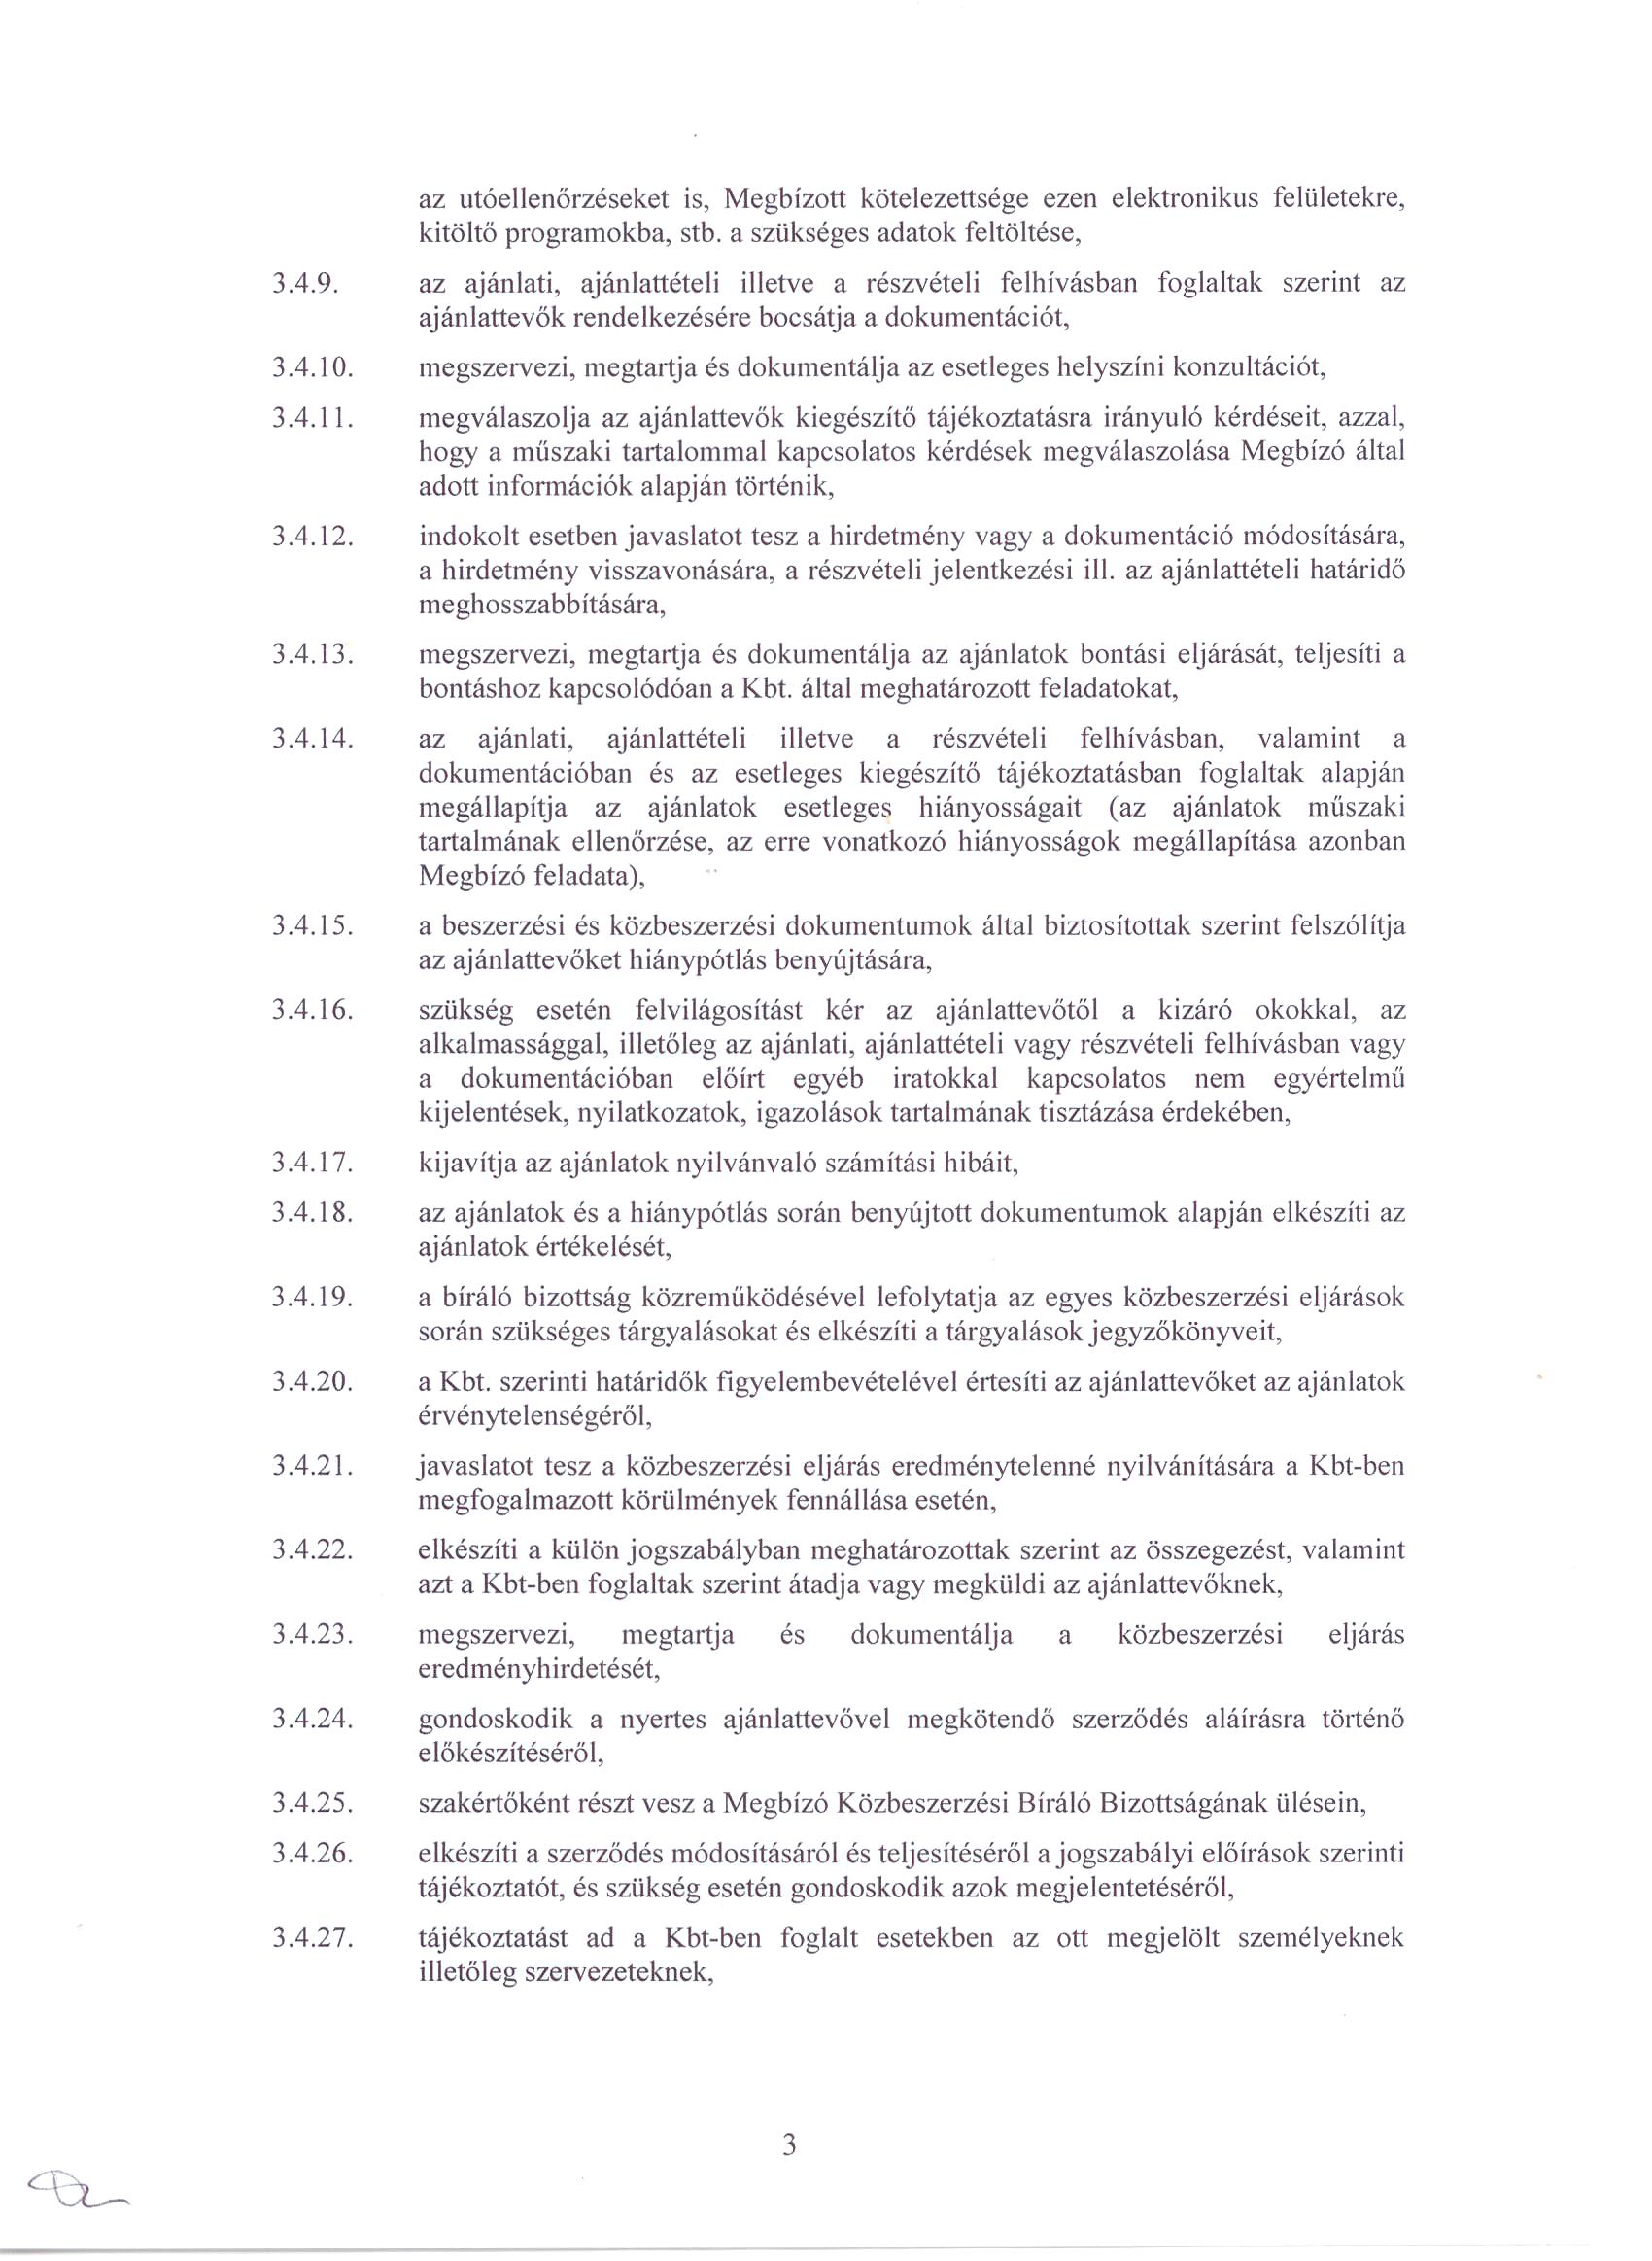 az utóellenőrzéseket is, Megbízott kötelezettsége ezen elektronikus felületekre,
kitöltő programokba, stb. a szükséges adatok feltöltése,
3.4.9. az ajánlati, ajánlattételi illetve a részvételi felhívásban foglaltak szerint az
ajánlattevők rendelkezésére bocsátja a dokumentációt,
3.4.10. megszervezi, megtartja és dokumentálja az esetleges helyszíni konzultációt,
3.4.11. megválaszolja az ajánlattevők kiegészítő tájékoztatásra irányuló kérdéseit, azzal,
hogy a műszaki tartalommal kapcsolatos kérdések megválaszolása Megbízó által
adott információk alapján történik,
3.4.12. indokolt esetben javaslatot tesz a hirdetmény vagy a dokumentáció módosítására,
a hirdetmény visszavonására, a részvételi jelentkezési ill. az ajánlattételi határidő
meghosszabbítására,
3.4.13. megszervezi, megtartja és dokumentálja az ajánlatok bontási eljárását, teljesíti a
bontáshoz kapcsolódóan a Kbt. által meghatározott feladatokat,
3.4.14. az ajánlati, ajánlattételi illetve a részvételi felhívásban, valamint a
dokumentációban és az esetleges kiegészítő tájékoztatásban foglaltak alapján
megállapítja az ajánlatok esetleges hiányosságait (az ajánlatok műszaki
tartalmának ellenőrzése, az erre vonatkozó hiányosságok megállapítása azonban
Megbízó feladata),
3.4.15. a beszerzési és közbeszerzési dokumentumok által biztosítottak szerint felszólítja
az ajánlattevőket hiánypótlás benyújtására,
3.4.16. szükség esetén felvilágosítást kér az ajánlattevőtől a kizáró okokkal, az
alkalmassággal, illetőleg az ajánlati, ajánlattételi vagy részvételi felhívásban vagy
a dokumentációban előírt egyéb iratokkal kapcsolatos nem egyértelmű
kijelentések, nyilatkozatok, igazolások tartalmának tisztázása érdekében,
3.4.17. kijavítja az ajánlatok nyilvánvaló számítási hibáit,
3.4.18. az ajánlatok és a hiánypótlás során benyújtott dokumentumok alapján elkészíti az
ajánlatok értékelését,
3.4.19. a bíráló bizottság közreműködésével lefolytatja az egyes közbeszerzési eljárások
során szükséges tárgyalásokat és elkészíti a tárgyalások jegyzőkönyveit,
3.4.20. a Kbt. szerinti határidők figyelembevételével értesíti az ajánlattevőket az ajánlatok
érvénytelenségéről,
3.4.21. javaslatot tesz a közbeszerzési eljárás eredménytelenné nyilvánítására a Kbt-ben
megfogalmazott körülmények fennállása esetén,
3.4.22. elkészíti a külön jogszabályban meghatározottak szerint az összegezést, valamint
azt a Kbt-ben foglaltak szerint átadja vagy megküldi az ajánlattevőknek,
3.4.23. megszervezi, megtartja és dokumentálja a közbeszerzési eljárás
eredményhirdetését,
3.4.24. gondoskodik a nyertes ajánlattevővel megkötendő szerződés aláírásra történő
előkészítéséről,
3.4.25. szakértőként részt vesz a Megbízó Közbeszerzési Bíráló Bizottságának ülésein,
3.4.26. elkészíti a szerződés módosításáról és teljesítéséről a jogszabályi előírások szerinti
tájékoztatót, és szükség esetén gondoskodik azok megjelentetéséről,
3.4.27. tájékoztatást ad a Kbt-ben foglalt esetekben az ott megjelölt személyeknek
illetőleg szervezeteknek,
3